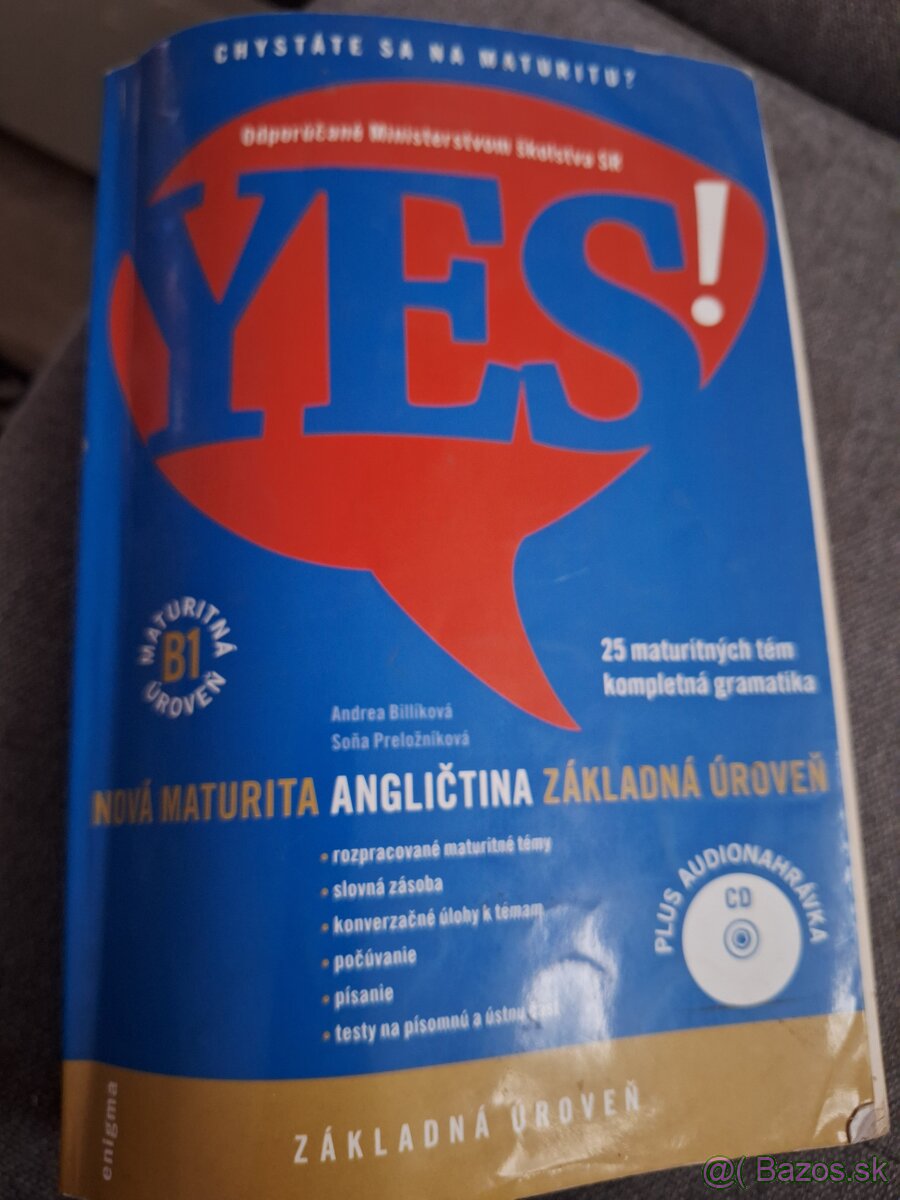 CHYSTÁTE SA NA MATURITU?
Odporúčané Ministerstvom školstva SR
YES!
MATURITNÁ
B1
ÚROVEŇ
25 maturitných tém
kompletná gramatika
Andrea Billíková
Soňa Preložníková
NOVÁ MATURITA ANGLIČTINA ZÁKLADNÁ ÚROVEŇ
• rozpracované maturitné témy
• slovná zásoba
• konverzačné úlohy k témam
• počúvanie
• písanie
• testy na písomnú a ústnu časť
PLUS AUDIONAHRÁVKA
CD
ZÁKLADNÁ ÚROVEŇ
enigma
@( Bazos.sk